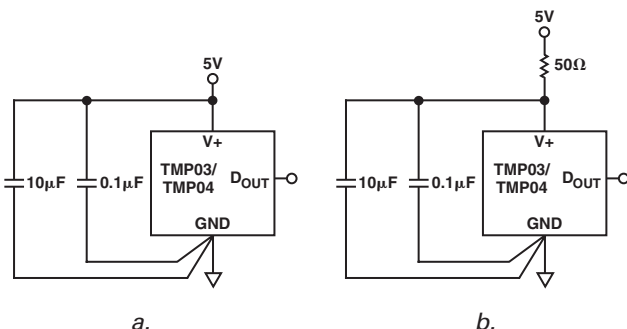 5V
V+
TMP03/
TMP04
DOUT
GND
10μF
0.1μF
a.
5V
50Ω
V+
TMP03/
TMP04
DOUT
GND
10μF
0.1μF
b.